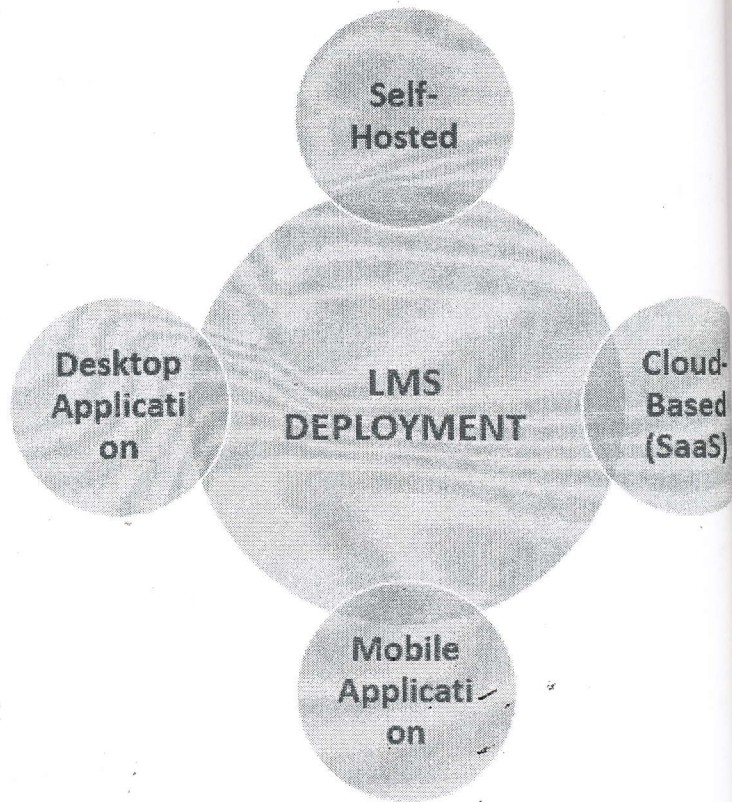 Self-
Hosted
Desktop
Applicati
on
LMS
DEPLOYMENT
Cloud-
Based
(SaaS)
Mobile
Applicati
on